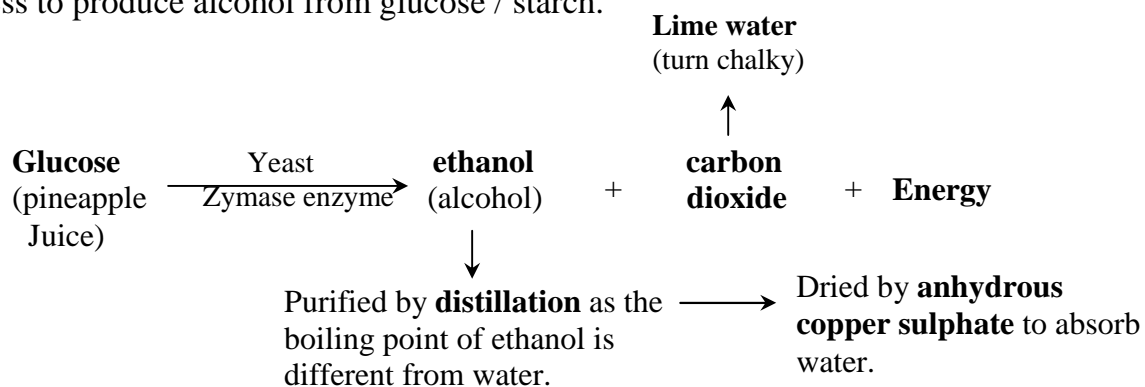 ss to produce alcohol from glucose / starch.
Lime water
(turn chalky)
Glucose
(pineapple
Juice)
Yeast
Zymase enzyme
ethanol
(alcohol)
+
carbon
dioxide
+
Energy
Purified by distillation as the
boiling point of ethanol is
different from water.
Dried by anhydrous
copper sulphate to absorb
water.